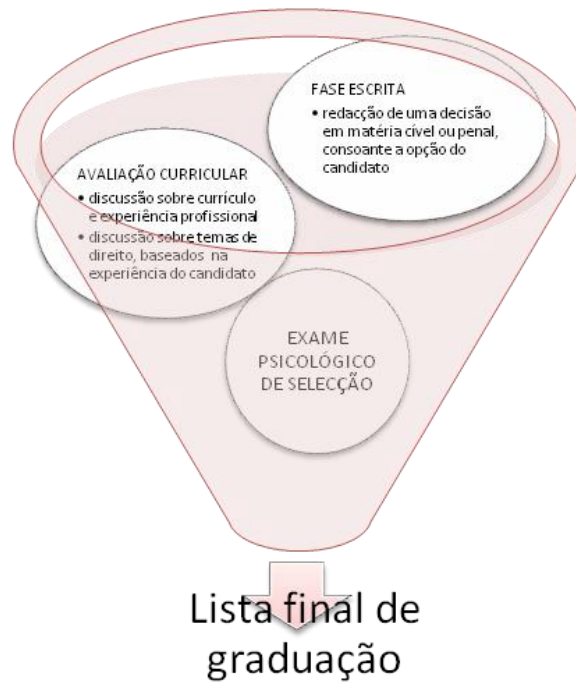 FASE ESCRITA
• redacção de uma decisão
em matéria cível ou penal,
consoante a opção do
candidato
AVALIAÇÃO CURRICULAR
• discussão sobre currículo
e experiência profissional
• discussão sobre temas de
direito, baseados na
experiência do candidato
EXAME
PSICOLÓGICO
DE SELECÇÃO
Lista final de
graduação